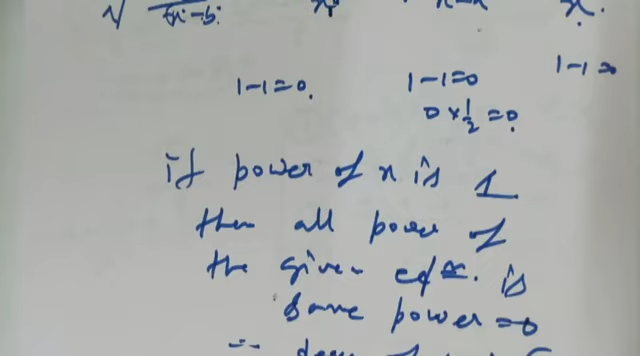 1-1=0. 1-1=0 1-1=
0×1/2=0.
if power of x is 1
then all power of
the given eqn. is
same power =0